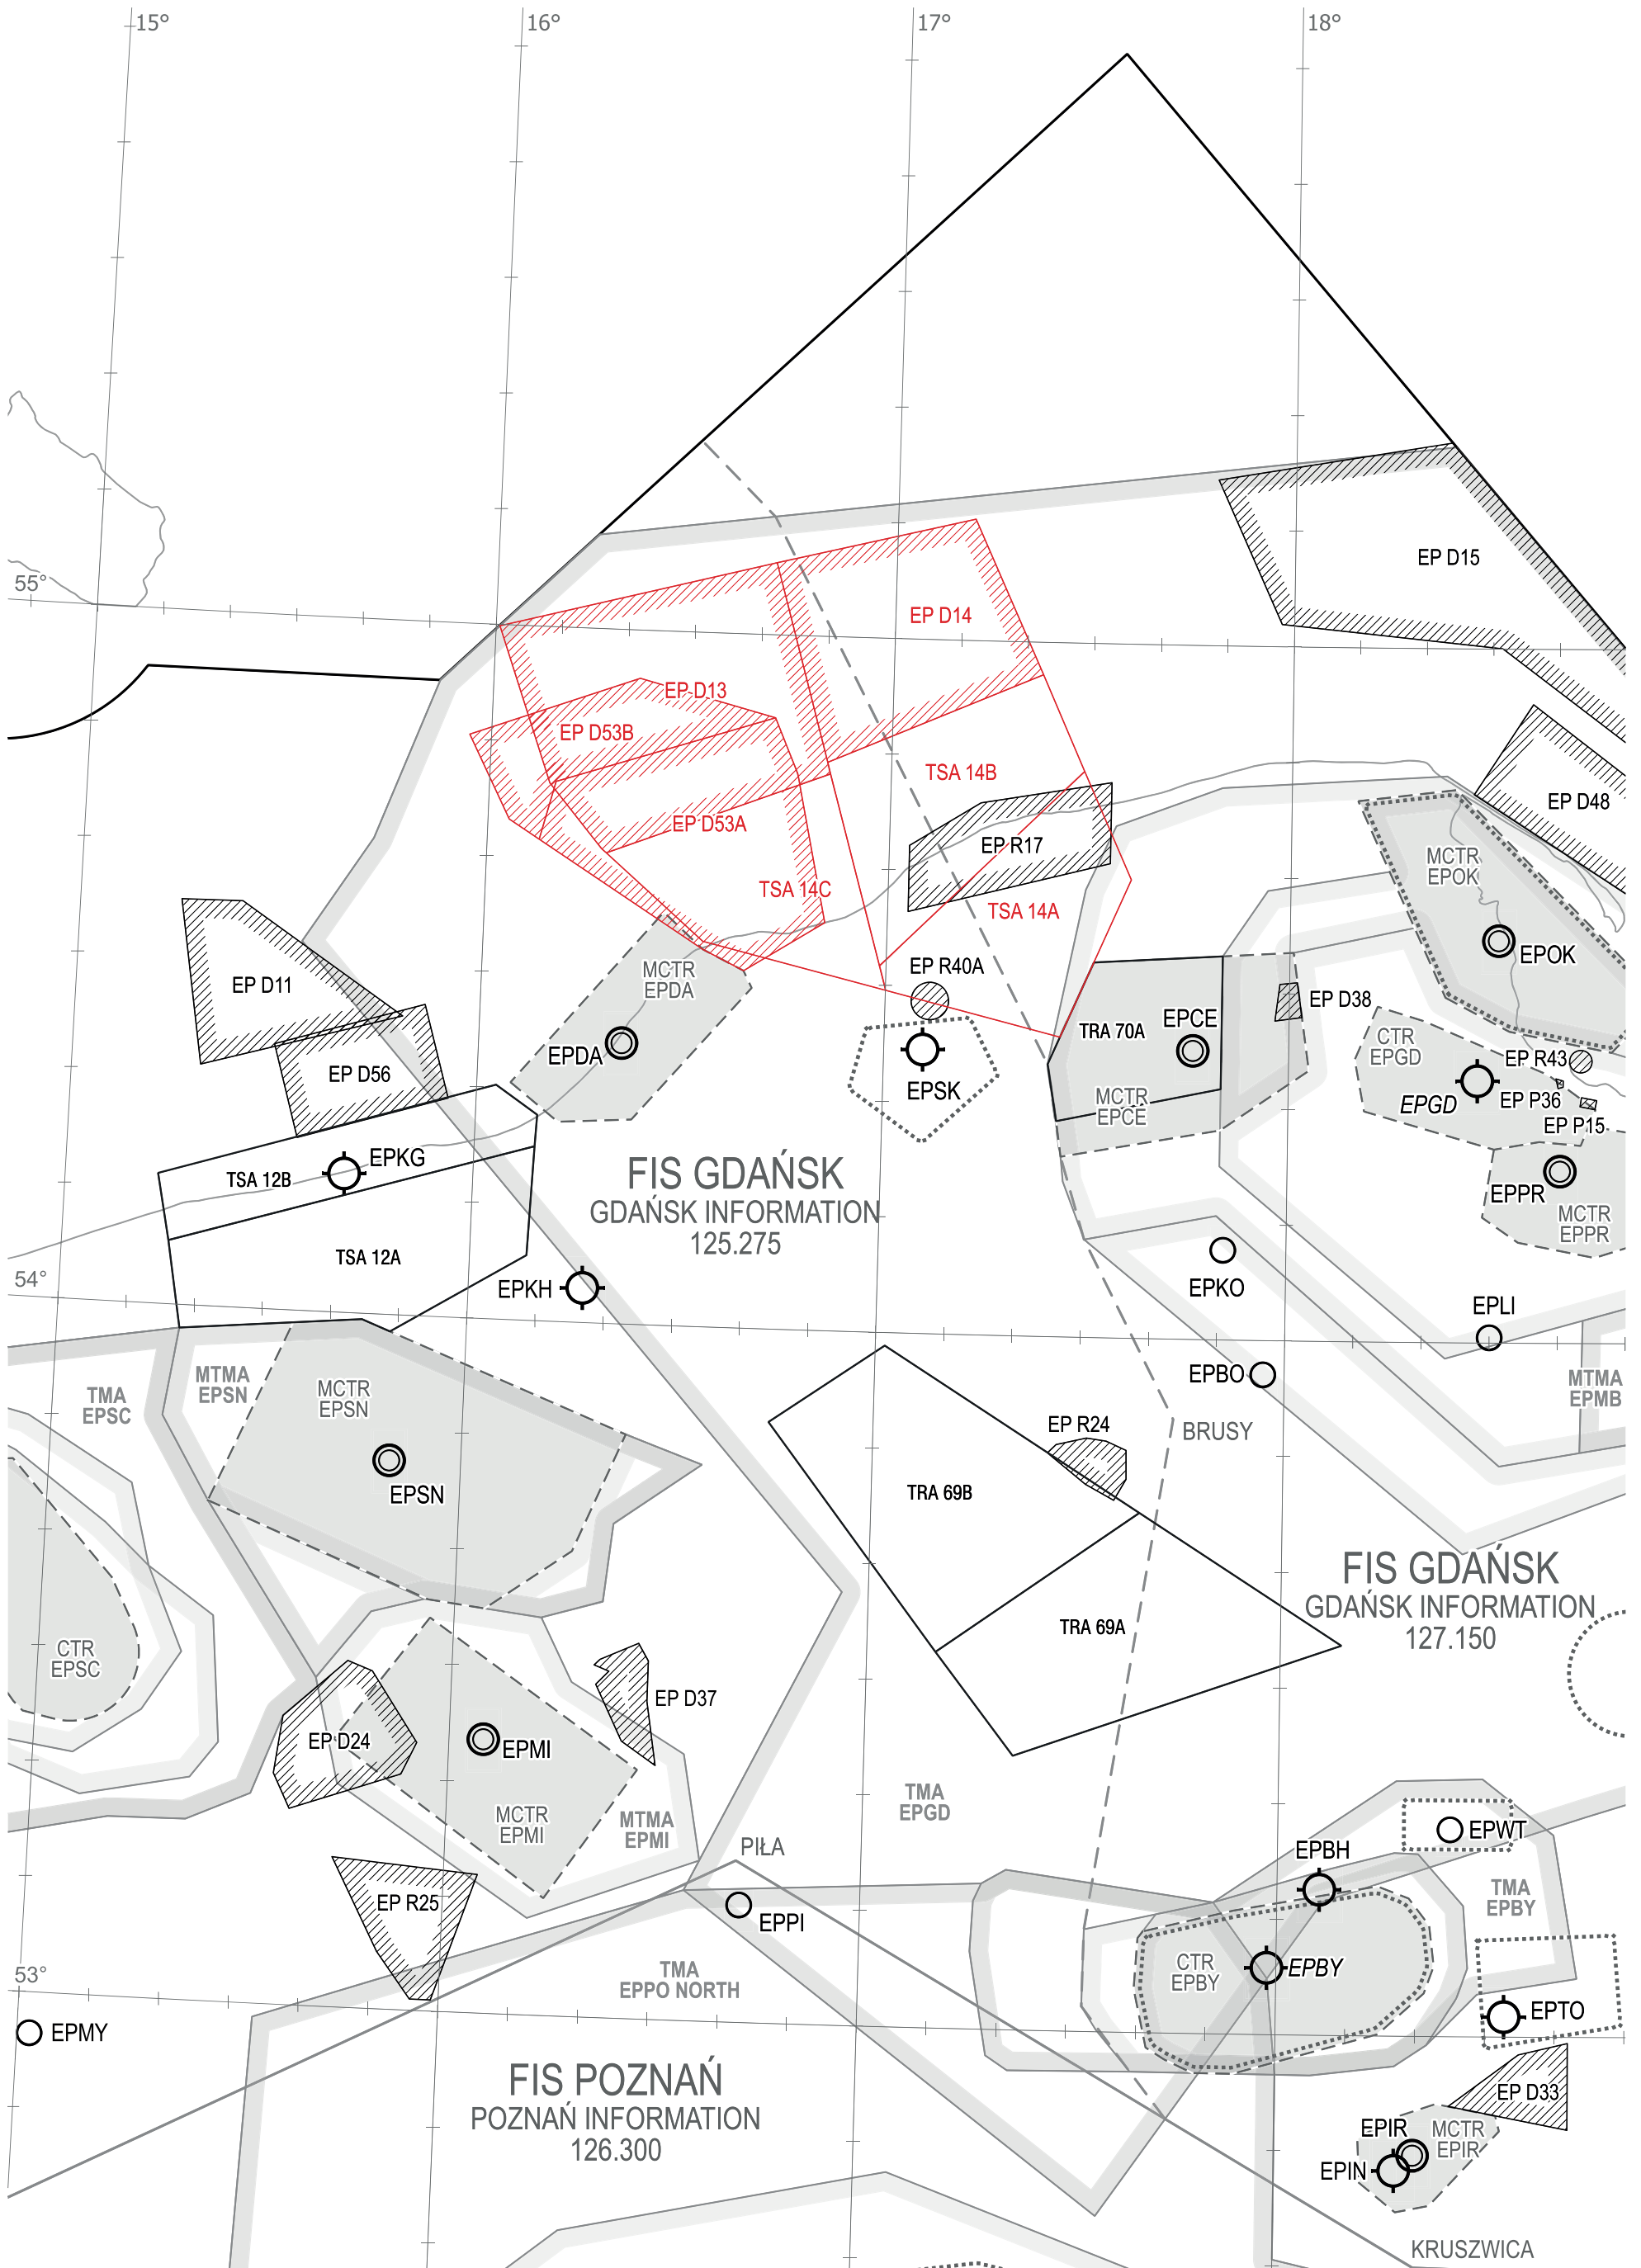 15°
16°
17°
18°
55°
EP D15
EP D14
EP D13
EP D53B
TSA 14B
EP D48
EP D53A
EP R17
MCTR
EPOK
TSA 14C
TSA 14A
EPOK
EP R40A
MCTR
EPDA
EP D11
EP D38
EPCE
TRA 70A
CTR
EPGD
EP R43
EPDA
EP D56
EPSK
MCTR
EPCE
EPGD
EP P36
EP P15
EPKG
TSA 12B
FIS GDAŃSK
GDAŃSK INFORMATION
125.275
EPPR
MCTR
EPPR
TSA 12A
54°
EPKH
EPKO
EPLI
TMA
EPSC
MTMA
EPSN
MCTR
EPSN
EPBO
MTMA
EPMB
EP R24
BRUSY
EPSN
TRA 69B
FIS GDAŃSK
GDAŃSK INFORMATION
127.150
TRA 69A
CTR
EPSC
EP D37
EP D24
EPMI
MCTR
EPMI
MTMA
EPMI
TMA
EPGD
EPWT
PIŁA
EPBH
EP R25
EPPI
TMA
EPBY
53°
TMA
EPPO NORTH
CTR
EPBY
EPBY
EPMY
EPTO
FIS POZNAŃ
POZNAŃ INFORMATION
126.300
EP D33
EPIR
MCTR
EPIR
EPIN
KRUSZWICA